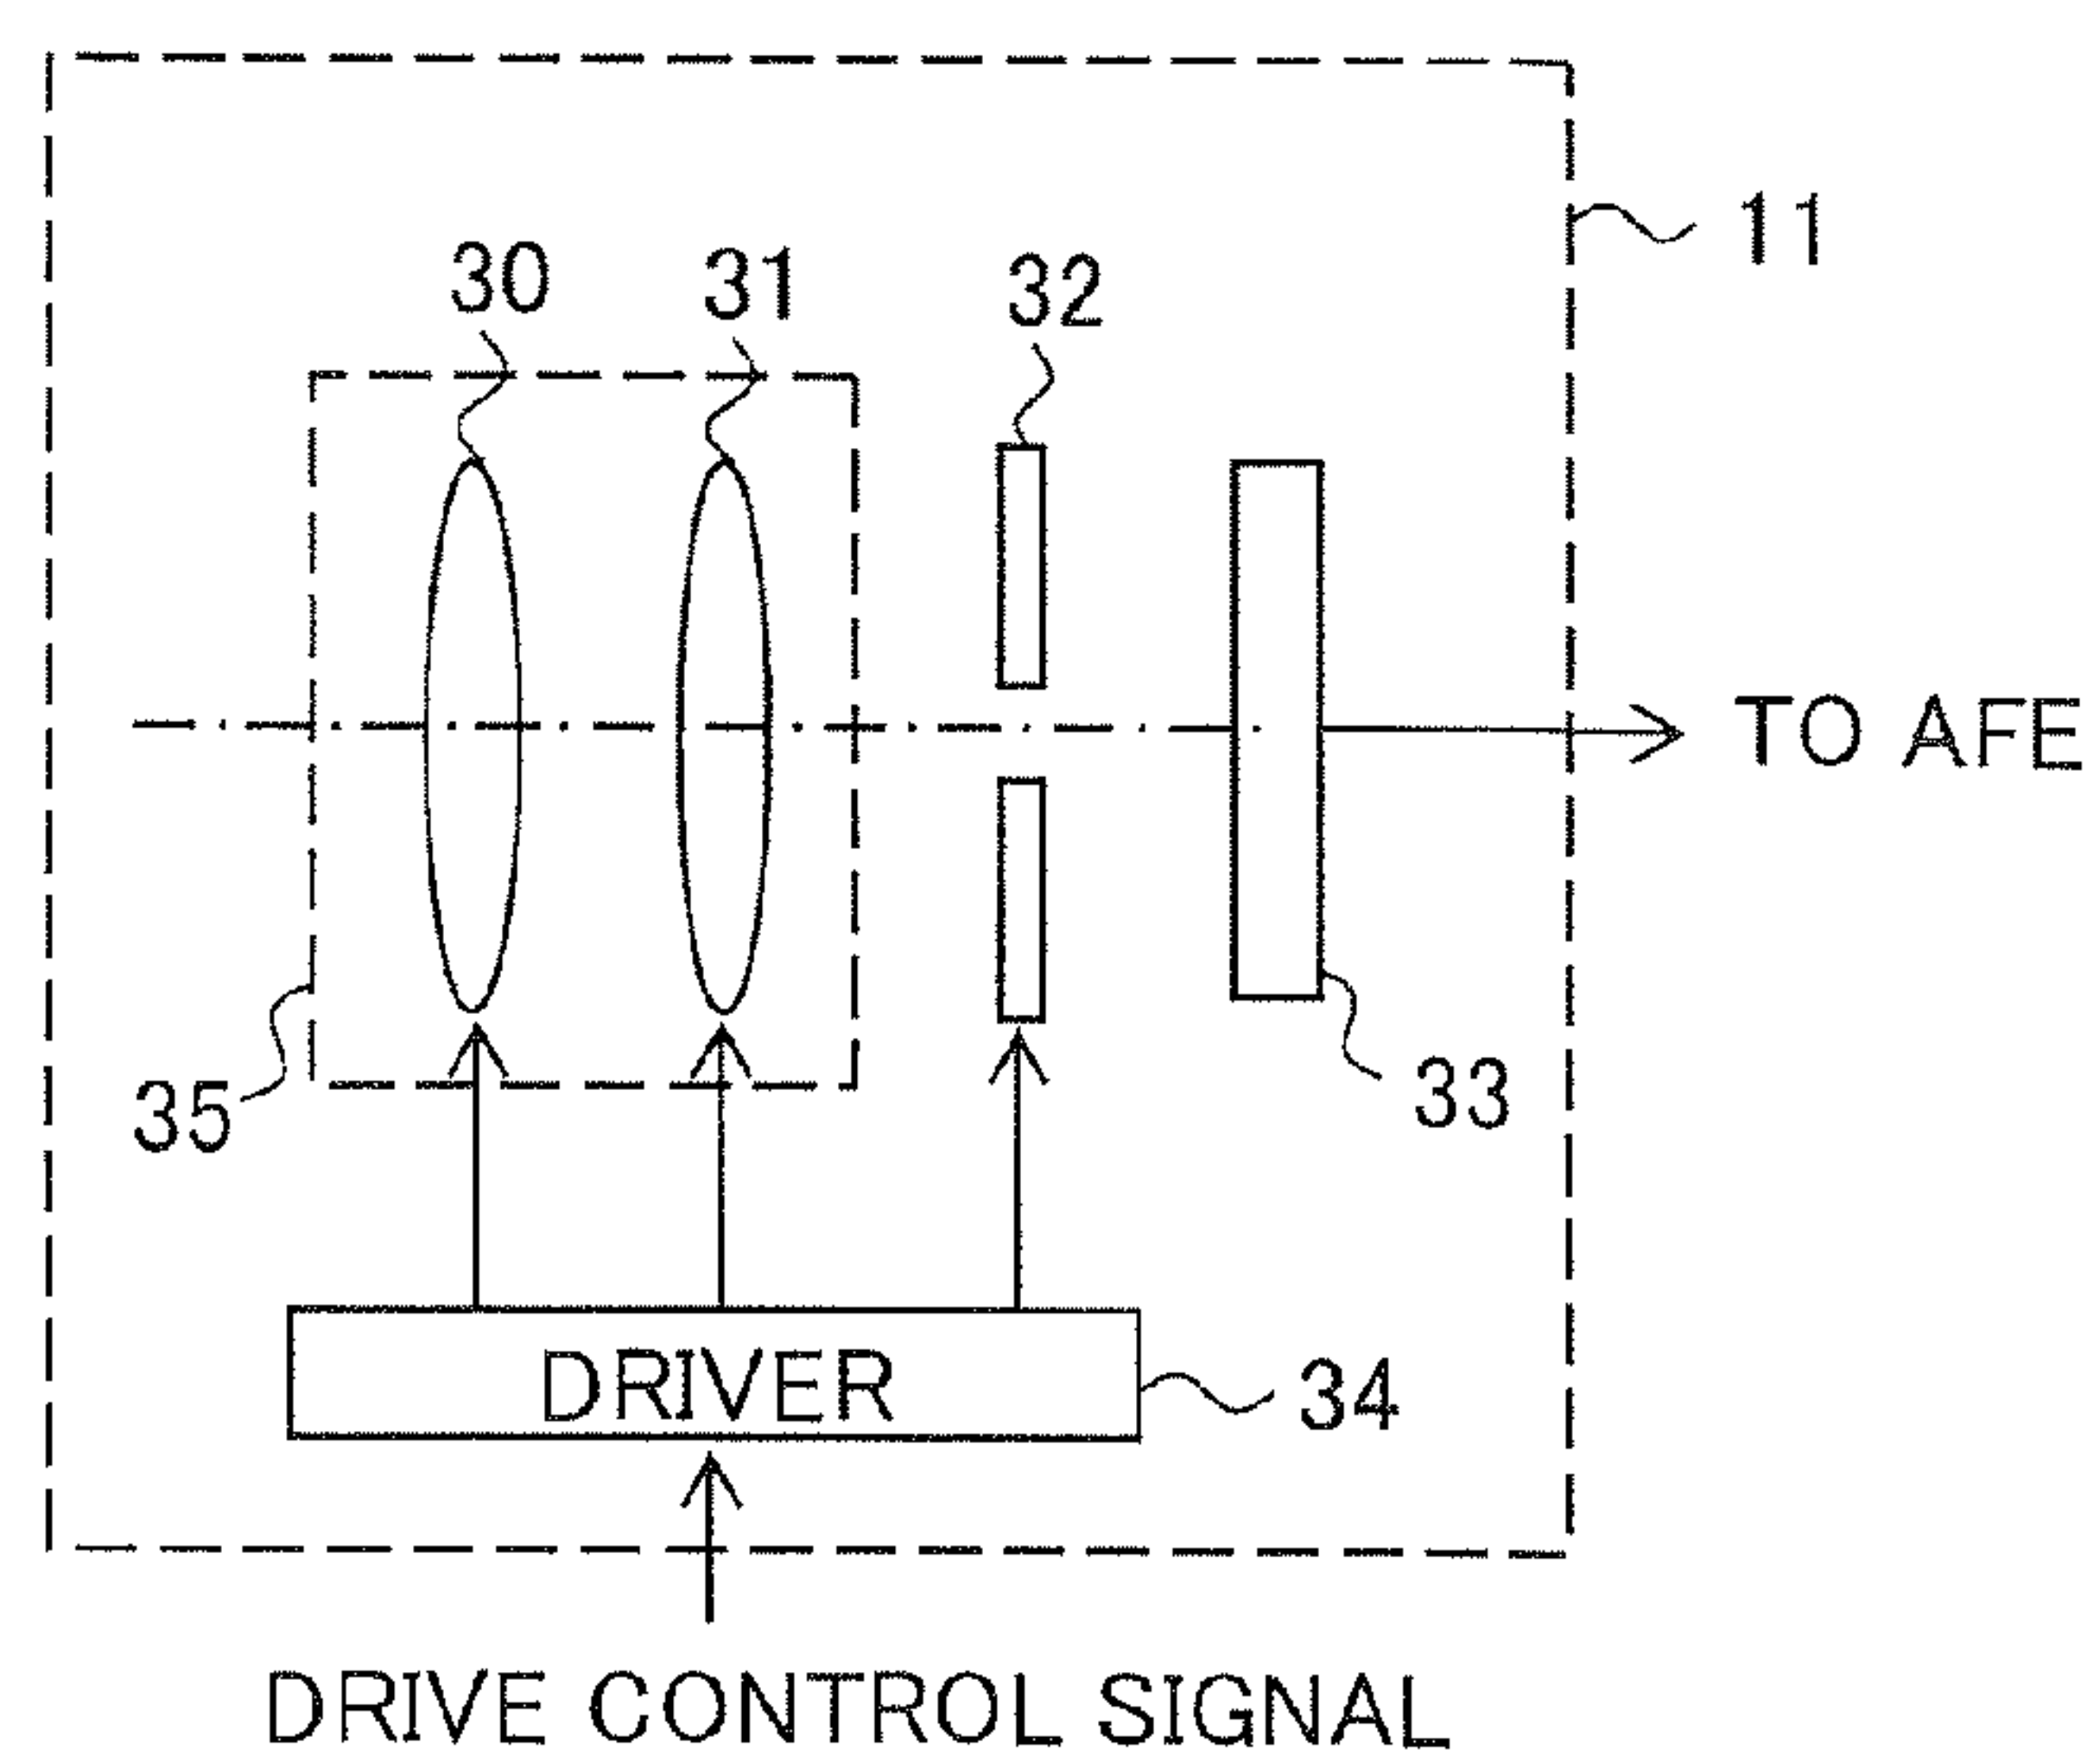 11
30 31 32
TO AFE
35 33
DRIVER 34
DRIVE CONTROL SIGNAL